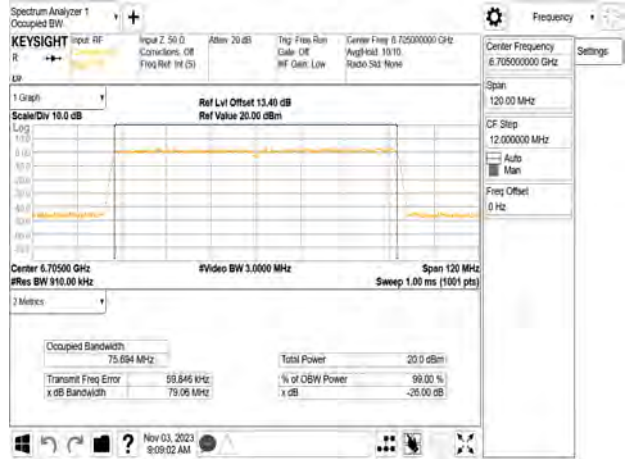 Spectrum Analyzer 1
Occupied BW
Frequency
KEYSIGHT
Input: RF
Input Z: 50 Ω
Corrections: Off
Freq Ref: Int (S)
Atten: 20 dB
Trig: Free Run
Gate: Off
#IF Gain: Low
Center Freq: 6.705000000 GHz
Avg|Hold: 10/10
Radio Std: None
R
Center Frequency
6.705000000 GHz
Settings
Span
120.00 MHz
CF Step
12.000000 MHz
Auto
Man
Freq Offset
0 Hz
1 Graph
Scale/Div 10.0 dB
Ref Lvl Offset 13.40 dB
Ref Value 20.00 dBm
Log
Center 6.70500 GHz
#Res BW 910.00 kHz
#Video BW 3.0000 MHz
Span 120 MHz
Sweep 1.00 ms (1001 pts)
2 Metrics
Occupied Bandwidth
75.694 MHz
Total Power
20.0 dBm
Transmit Freq Error
59.846 kHz
% of OBW Power
99.00 %
x dB Bandwidth
79.06 MHz
x dB
-26.00 dB
Nov 03, 2023
9:09:02 AM
?